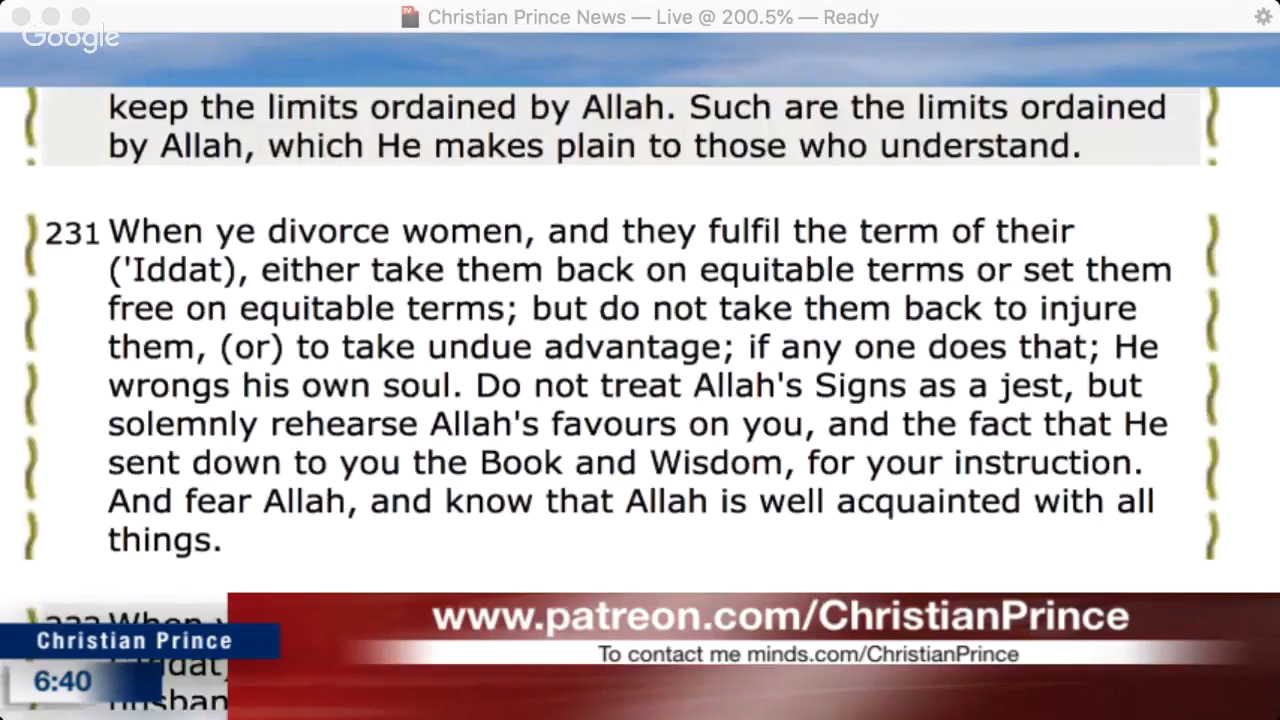 Christian Prince News — Live @ 200.5% — Ready
Google
keep the limits ordained by Allah. Such are the limits ordained
by Allah, which He makes plain to those who understand.
231 When ye divorce women, and they fulfil the term of their
('Iddat), either take them back on equitable terms or set them
free on equitable terms; but do not take them back to injure
them, (or) to take undue advantage; if any one does that; He
wrongs his own soul. Do not treat Allah's Signs as a jest, but
solemnly rehearse Allah's favours on you, and the fact that He
sent down to you the Book and Wisdom, for your instruction.
And fear Allah, and know that Allah is well acquainted with all
things.
www.patreon.com/ChristianPrince
To contact me minds.com/ChristianPrince
Christian Prince
6:40